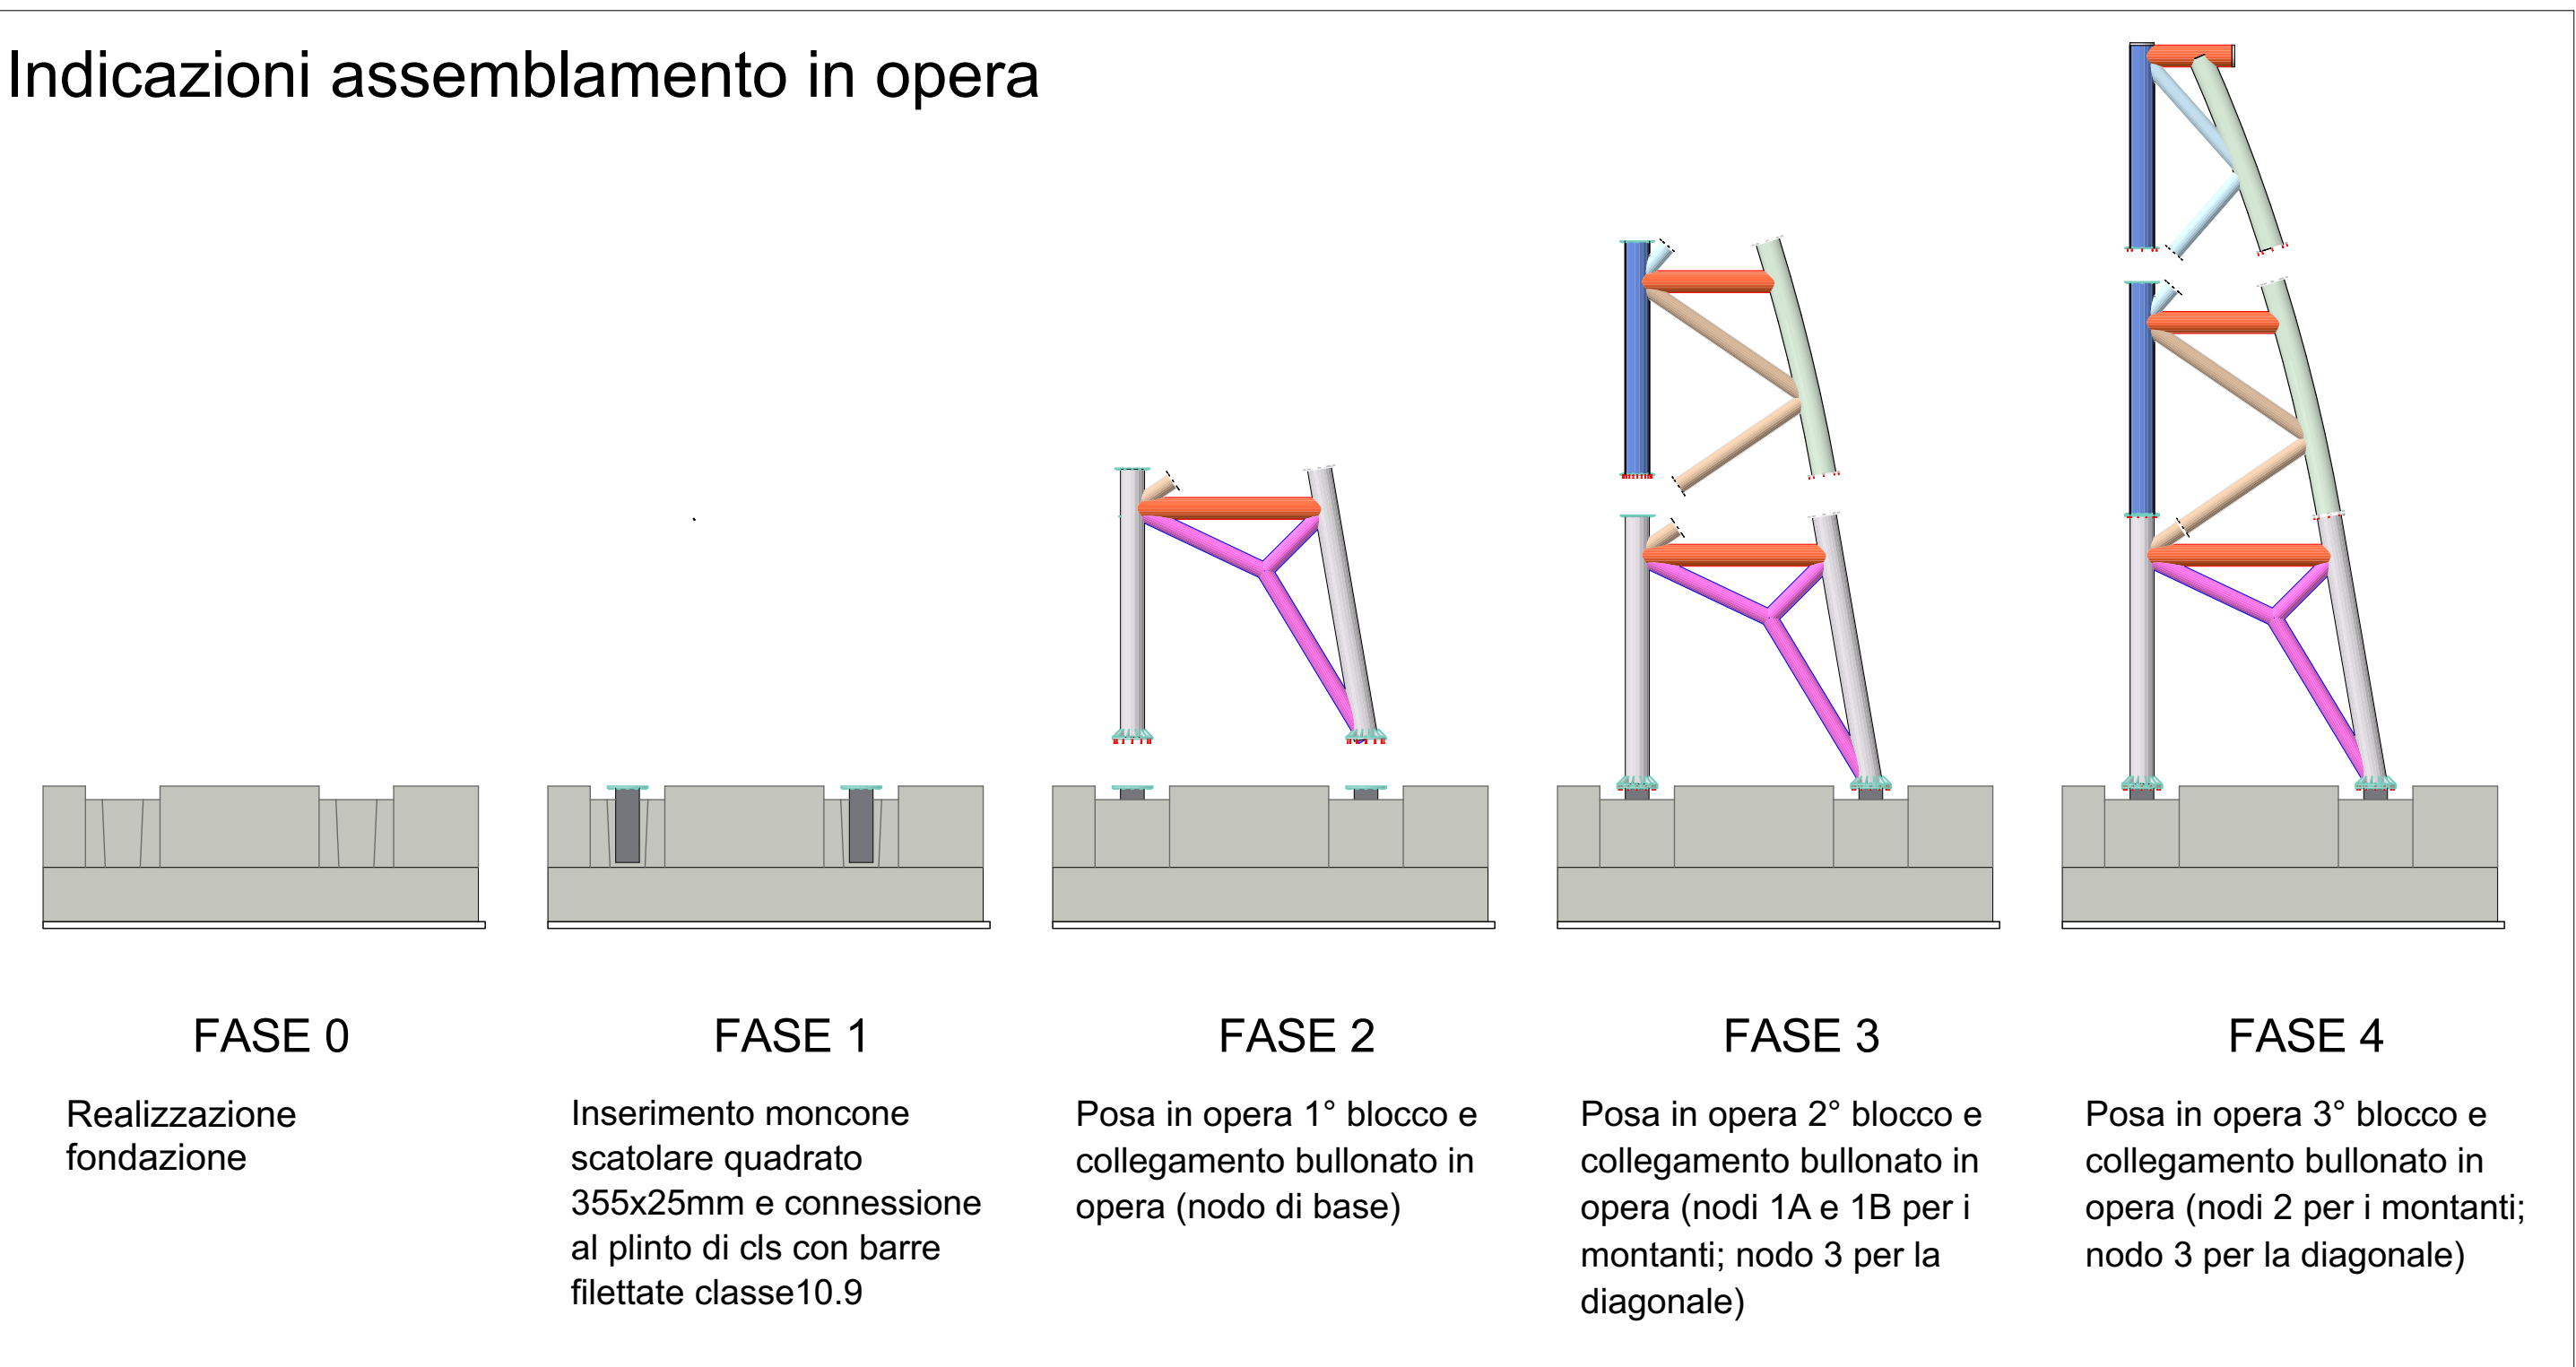 Indicazioni assemblamento in opera
FASE 0
Realizzazione
fondazione
FASE 1
Inserimento moncone
scatolare quadrato
355x25mm e connessione
al plinto di cls con barre
filettate classe10.9
FASE 2
Posa in opera 1° blocco e
collegamento bullonato in
opera (nodo di base)
FASE 3
Posa in opera 2° blocco e
collegamento bullonato in
opera (nodi 1A e 1B per i
montanti; nodo 3 per la
diagonale)
FASE 4
Posa in opera 3° blocco e
collegamento bullonato in
opera (nodi 2 per i montanti;
nodo 3 per la diagonale)